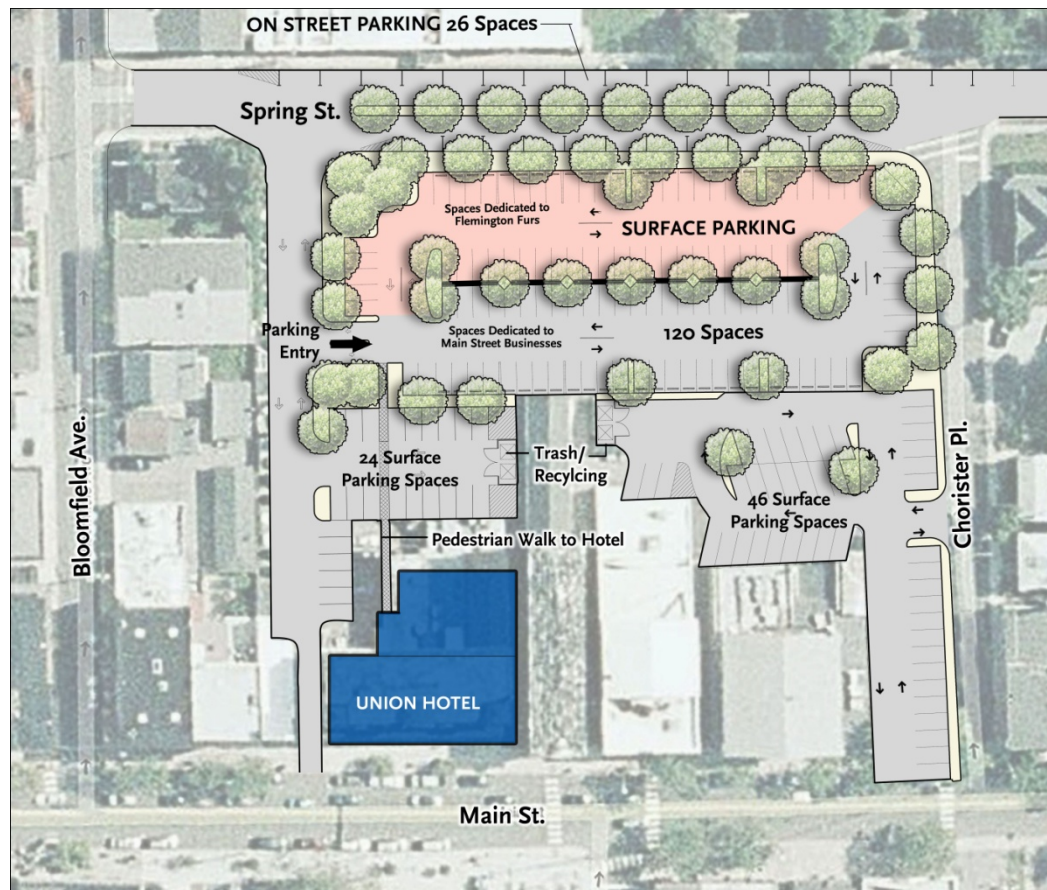 ON STREET PARKING 26 Spaces
Spring St.
Spaces Dedicated to
Flemington Furs
SURFACE PARKING
Parking
Entry
Spaces Dedicated to
Main Street Businesses
120 Spaces
24 Surface
Parking Spaces
Trash/
Recylcing
46 Surface
Parking Spaces
Pedestrian Walk to Hotel
Bloomfield Ave.
Chorister Pl.
UNION HOTEL
Main St.